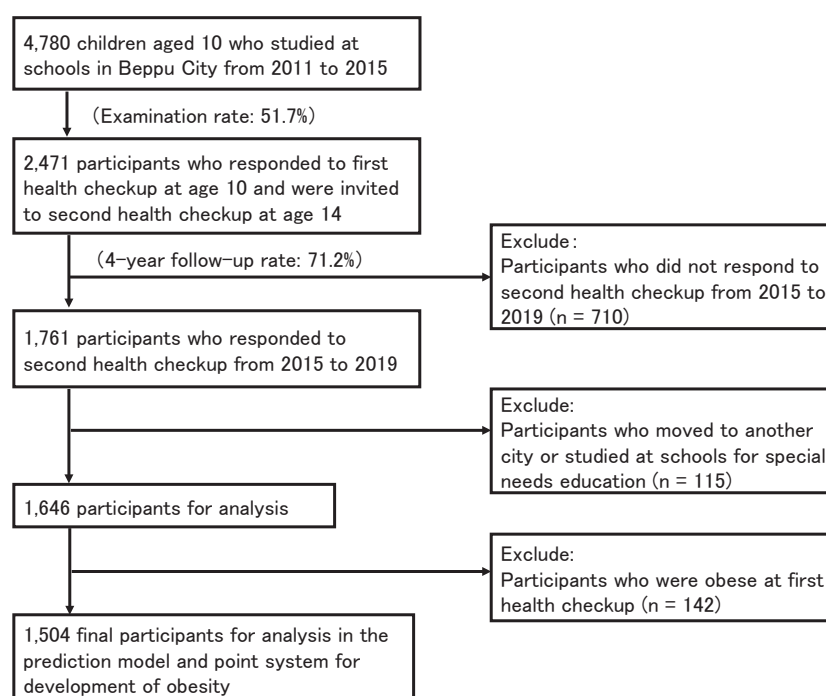 4,780 children aged 10 who studied at
schools in Beppu City from 2011 to 2015
(Examination rate: 51.7%)
2,471 participants who responded to first
health checkup at age 10 and were invited
to second health checkup at age 14
(4-year follow-up rate: 71.2%)
Exclude:
Participants who did not respond to
second health checkup from 2015 to
2019 (n = 710)
1,761 participants who responded to
second health checkup from 2015 to 2019
Exclude:
Participants who moved to another
city or studied at schools for special
needs education (n = 115)
1,646 participants for analysis
Exclude:
Participants who were obese at first
health checkup (n = 142)
1,504 final participants for analysis in the
prediction model and point system for
development of obesity